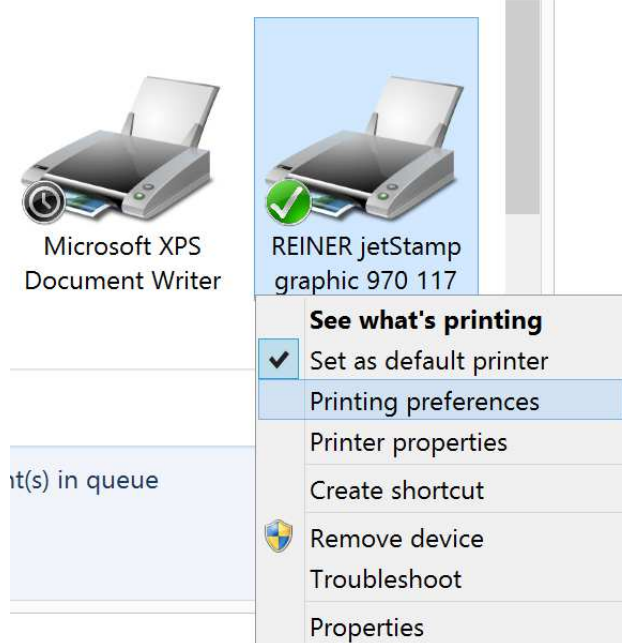 Microsoft XPS
Document Writer
REINER jetStamp
graphic 970 117
See what's printing
Set as default printer
Printing preferences
Printer properties
Create shortcut
Remove device
Troubleshoot
Properties
nt(s) in queue